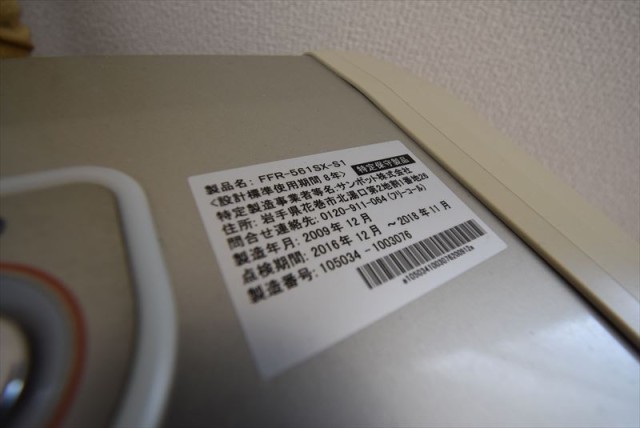 製品名: FFR-561SX-S1
〈設計標準使用期間 8年〉 特定保守製品
特定製造事業者等名: サンポット株式会社
住所: 岩手県花巻市北湯口第2地割1番地26
問合せ連絡先: 0120-911-064 (フリーコール)
製造年月: 2009年 12月
点検期間: 2016年 12月 ～2018年 11月
製造番号: 105034 -1003076